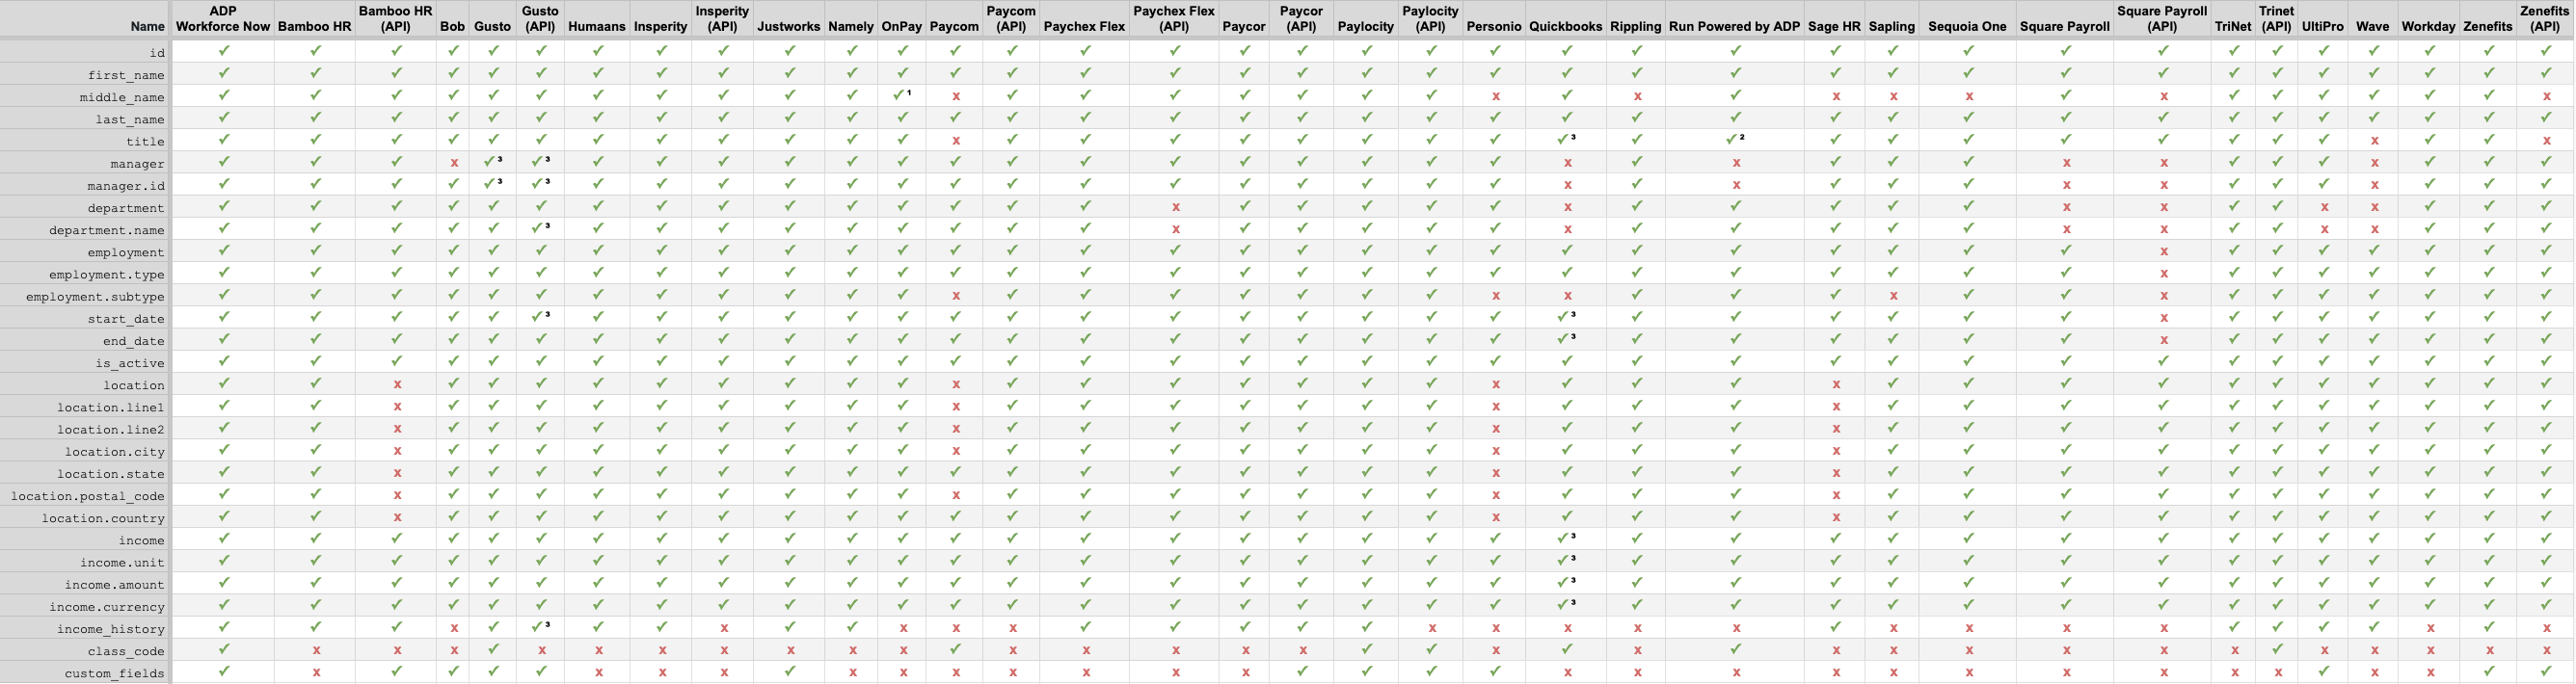 ADP Bamboo HR Gusto Insperity Paycom Paychex Flex Paycor Paylocity Square Payroll Trinet Zenefits
Name Workforce Now Bamboo HR (API) Bob Gusto (API) Humaans Insperity (API) Justworks Namely OnPay Paycom (API) Paychex Flex (API) Paycor (API) Paylocity (API) Personio Quickbooks Rippling Run Powered by ADP Sage HR Sapling Sequoia One Square Payroll (API) TriNet (API) UltiPro Wave Workday Zenefits (API)
id ✓ ✓ ✓ ✓ ✓ ✓ ✓ ✓ ✓ ✓ ✓ ✓ ✓ ✓ ✓ ✓ ✓ ✓ ✓ ✓ ✓ ✓ ✓ ✓ ✓ ✓ ✓ ✓ ✓ ✓ ✓ ✓ ✓ ✓ ✓ ✓
first_name ✓ ✓ ✓ ✓ ✓ ✓ ✓ ✓ ✓ ✓ ✓ ✓ ✓ ✓ ✓ ✓ ✓ ✓ ✓ ✓ ✓ ✓ ✓ ✓ ✓ ✓ ✓ ✓ ✓ ✓ ✓ ✓ ✓ ✓ ✓ ✓
middle_name ✓ ✓ ✓ ✓ ✓ ✓ ✓ ✓ ✓ ✓ ✓ ✓¹ x ✓ ✓ ✓ ✓ ✓ ✓ ✓ x ✓ x ✓ x x x ✓ x ✓ ✓ ✓ ✓ ✓ ✓ x
last_name ✓ ✓ ✓ ✓ ✓ ✓ ✓ ✓ ✓ ✓ ✓ ✓ ✓ ✓ ✓ ✓ ✓ ✓ ✓ ✓ ✓ ✓ ✓ ✓ ✓ ✓ ✓ ✓ ✓ ✓ ✓ ✓ ✓ ✓ ✓ ✓
title ✓ ✓ ✓ ✓ ✓ ✓ ✓ ✓ ✓ ✓ ✓ ✓ x ✓ ✓ ✓ ✓ ✓ ✓ ✓ ✓ ✓³ ✓ ✓² ✓ ✓ ✓ ✓ ✓ ✓ ✓ ✓ x ✓ ✓ x
manager ✓ ✓ ✓ x ✓³ ✓³ ✓ ✓ ✓ ✓ ✓ ✓ ✓ ✓ ✓ ✓ ✓ ✓ ✓ ✓ ✓ x ✓ x ✓ ✓ ✓ x x ✓ ✓ ✓ x ✓ ✓ ✓
manager.id ✓ ✓ ✓ ✓ ✓³ ✓³ ✓ ✓ ✓ ✓ ✓ ✓ ✓ ✓ ✓ ✓ ✓ ✓ ✓ ✓ ✓ x ✓ x ✓ ✓ ✓ x x ✓ ✓ ✓ x ✓ ✓ ✓
department ✓ ✓ ✓ ✓ ✓ ✓ ✓ ✓ ✓ ✓ ✓ ✓ ✓ ✓ ✓ x ✓ ✓ ✓ ✓ ✓ x ✓ ✓ ✓ ✓ ✓ x x ✓ ✓ x x ✓ ✓ ✓
department.name ✓ ✓ ✓ ✓ ✓ ✓³ ✓ ✓ ✓ ✓ ✓ ✓ ✓ ✓ ✓ x ✓ ✓ ✓ ✓ ✓ x ✓ ✓ ✓ ✓ ✓ x x ✓ ✓ x x ✓ ✓ ✓
employment ✓ ✓ ✓ ✓ ✓ ✓ ✓ ✓ ✓ ✓ ✓ ✓ ✓ ✓ ✓ ✓ ✓ ✓ ✓ ✓ ✓ ✓ ✓ ✓ ✓ ✓ ✓ ✓ x ✓ ✓ ✓ ✓ ✓ ✓ ✓
employment.type ✓ ✓ ✓ ✓ ✓ ✓ ✓ ✓ ✓ ✓ ✓ ✓ ✓ ✓ ✓ ✓ ✓ ✓ ✓ ✓ ✓ ✓ ✓ ✓ ✓ ✓ ✓ ✓ x ✓ ✓ ✓ ✓ ✓ ✓ ✓
employment.subtype ✓ ✓ ✓ ✓ ✓ ✓ ✓ ✓ ✓ ✓ ✓ ✓ x ✓ ✓ ✓ ✓ ✓ ✓ ✓ x x ✓ ✓ ✓ x ✓ ✓ x ✓ ✓ ✓ ✓ ✓ ✓ ✓
start_date ✓ ✓ ✓ ✓ ✓ ✓³ ✓ ✓ ✓ ✓ ✓ ✓ ✓ ✓ ✓ ✓ ✓ ✓ ✓ ✓ ✓ ✓³ ✓ ✓ ✓ ✓ ✓ ✓ x ✓ ✓ ✓ ✓ ✓ ✓ ✓
end_date ✓ ✓ ✓ ✓ ✓ ✓ ✓ ✓ ✓ ✓ ✓ ✓ ✓ ✓ ✓ ✓ ✓ ✓ ✓ ✓ ✓ ✓³ ✓ ✓ ✓ ✓ ✓ ✓ x ✓ ✓ ✓ ✓ ✓ ✓ ✓
is_active ✓ ✓ ✓ ✓ ✓ ✓ ✓ ✓ ✓ ✓ ✓ ✓ ✓ ✓ ✓ ✓ ✓ ✓ ✓ ✓ ✓ ✓ ✓ ✓ ✓ ✓ ✓ ✓ ✓ ✓ ✓ ✓ ✓ ✓ ✓ ✓
location ✓ ✓ x ✓ ✓ ✓ ✓ ✓ ✓ ✓ ✓ ✓ x ✓ ✓ ✓ ✓ ✓ ✓ ✓ x ✓ ✓ ✓ x ✓ ✓ ✓ ✓ ✓ ✓ ✓ ✓ ✓ ✓ ✓
location.line1 ✓ ✓ x ✓ ✓ ✓ ✓ ✓ ✓ ✓ ✓ ✓ x ✓ ✓ ✓ ✓ ✓ ✓ ✓ x ✓ ✓ ✓ x ✓ ✓ ✓ ✓ ✓ ✓ ✓ ✓ ✓ ✓ ✓
location.line2 ✓ ✓ x ✓ ✓ ✓ ✓ ✓ ✓ ✓ ✓ ✓ x ✓ ✓ ✓ ✓ ✓ ✓ ✓ x ✓ ✓ ✓ x ✓ ✓ ✓ ✓ ✓ ✓ ✓ ✓ ✓ ✓ ✓
location.city ✓ ✓ x ✓ ✓ ✓ ✓ ✓ ✓ ✓ ✓ ✓ x ✓ ✓ ✓ ✓ ✓ ✓ ✓ x ✓ ✓ ✓ x ✓ ✓ ✓ ✓ ✓ ✓ ✓ ✓ ✓ ✓ ✓
location.state ✓ ✓ x ✓ ✓ ✓ ✓ ✓ ✓ ✓ ✓ ✓ ✓ ✓ ✓ ✓ ✓ ✓ ✓ ✓ x ✓ ✓ ✓ x ✓ ✓ ✓ ✓ ✓ ✓ ✓ ✓ ✓ ✓ ✓
location.postal_code ✓ ✓ x ✓ ✓ ✓ ✓ ✓ ✓ ✓ ✓ ✓ x ✓ ✓ ✓ ✓ ✓ ✓ ✓ x ✓ ✓ ✓ x ✓ ✓ ✓ ✓ ✓ ✓ ✓ ✓ ✓ ✓ ✓
location.country ✓ ✓ x ✓ ✓ ✓ ✓ ✓ ✓ ✓ ✓ ✓ ✓ ✓ ✓ ✓ ✓ ✓ ✓ ✓ x ✓ ✓ ✓ x ✓ ✓ ✓ ✓ ✓ ✓ ✓ ✓ ✓ ✓ ✓
income ✓ ✓ ✓ ✓ ✓ ✓ ✓ ✓ ✓ ✓ ✓ ✓ ✓ ✓ ✓ ✓ ✓ ✓ ✓ ✓ ✓ ✓³ ✓ ✓ ✓ ✓ ✓ ✓ ✓ ✓ ✓ ✓ ✓ ✓ ✓ ✓
income.unit ✓ ✓ ✓ ✓ ✓ ✓ ✓ ✓ ✓ ✓ ✓ ✓ ✓ ✓ ✓ ✓ ✓ ✓ ✓ ✓ ✓ ✓³ ✓ ✓ ✓ ✓ ✓ ✓ ✓ ✓ ✓ ✓ ✓ ✓ ✓ ✓
income.amount ✓ ✓ ✓ ✓ ✓ ✓ ✓ ✓ ✓ ✓ ✓ ✓ ✓ ✓ ✓ ✓ ✓ ✓ ✓ ✓ ✓ ✓³ ✓ ✓ ✓ ✓ ✓ ✓ ✓ ✓ ✓ ✓ ✓ ✓ ✓ ✓
income.currency ✓ ✓ ✓ ✓ ✓ ✓ ✓ ✓ ✓ ✓ ✓ ✓ ✓ ✓ ✓ ✓ ✓ ✓ ✓ ✓ ✓ ✓³ ✓ ✓ ✓ ✓ ✓ ✓ ✓ ✓ ✓ ✓ ✓ ✓ ✓ ✓
income_history ✓ ✓ ✓ x ✓ ✓³ ✓ ✓ x ✓ ✓ x x x ✓ ✓ ✓ ✓ ✓ x x x x x ✓ x x x x ✓ ✓ ✓ ✓ x ✓ x
class_code ✓ x x x ✓ x x x x x x x ✓ x x x x x ✓ ✓ x ✓ x ✓ x x x x x x ✓ x x x x x
custom_fields ✓ x ✓ ✓ ✓ ✓ x x x ✓ x x x x x x x ✓ ✓ ✓ ✓ x x x x x x x x x x ✓ x x ✓ ✓